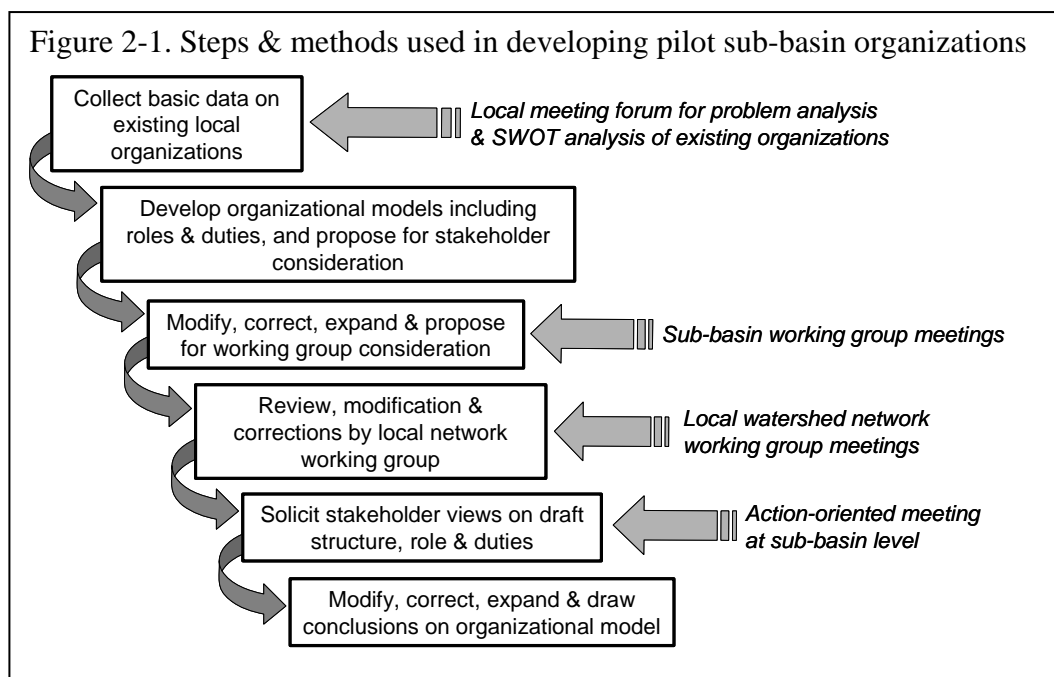 Figure 2-1. Steps & methods used in developing pilot sub-basin organizations
Collect basic data on
existing local
organizations
Local meeting forum for problem analysis
& SWOT analysis of existing organizations
Develop organizational models including
roles & duties, and propose for stakeholder
consideration
Modify, correct, expand & propose
for working group consideration
Sub-basin working group meetings
Review, modification &
corrections by local network
working group
Local watershed network
working group meetings
Solicit stakeholder views on draft
structure, role & duties
Action-oriented meeting
at sub-basin level
Modify, correct, expand & draw
conclusions on organizational model